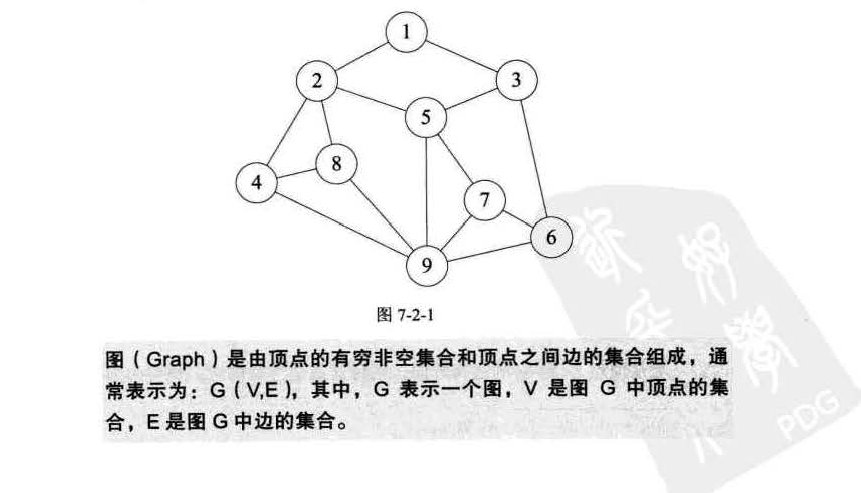 1
2
3
5
8
4
7
6
9
图 7-2-1
图(Graph)是由顶点的有穷非空集合和顶点之间边的集合组成,通
常表示为:G(V,E),其中,G 表示一个图,V 是图 G 中顶点的集
合,E 是图 G 中边的集合。
PDG